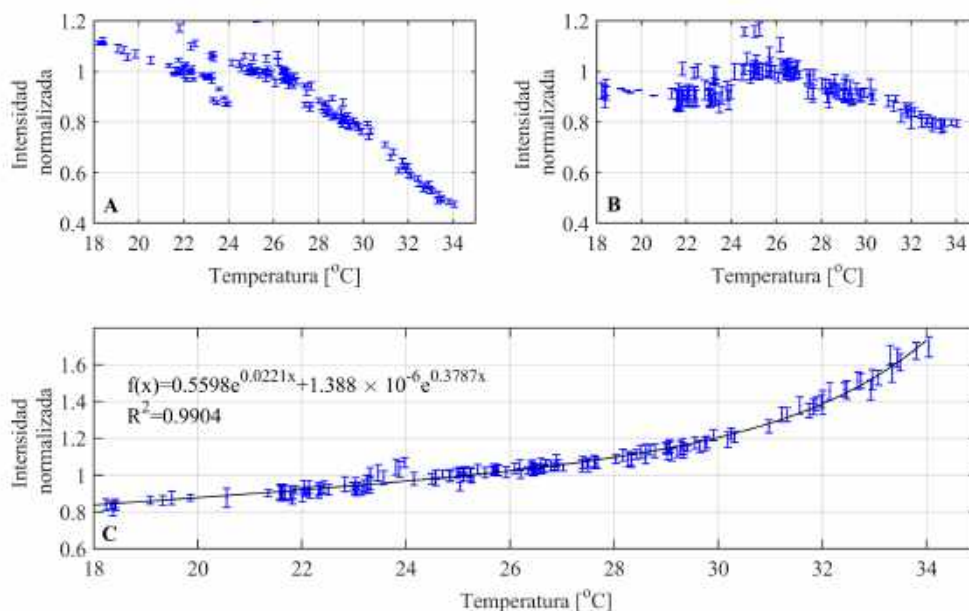 1.2
1
0.8
0.6
0.4
Intensidad
normalizada
A
18 20 22 24 26 28 30 32 34
Temperatura [°C]
1.2
1
0.8
0.6
0.4
Intensidad
normalizada
B
18 20 22 24 26 28 30 32 34
Temperatura [°C]
1.6
1.4
1.2
1
0.8
0.6
Intensidad
normalizada
f(x)=0.5598e^0.0221x+1.388 × 10^-6e^0.3787x
R^2=0.9904
C
18 20 22 24 26 28 30 32 34
Temperatura [°C]